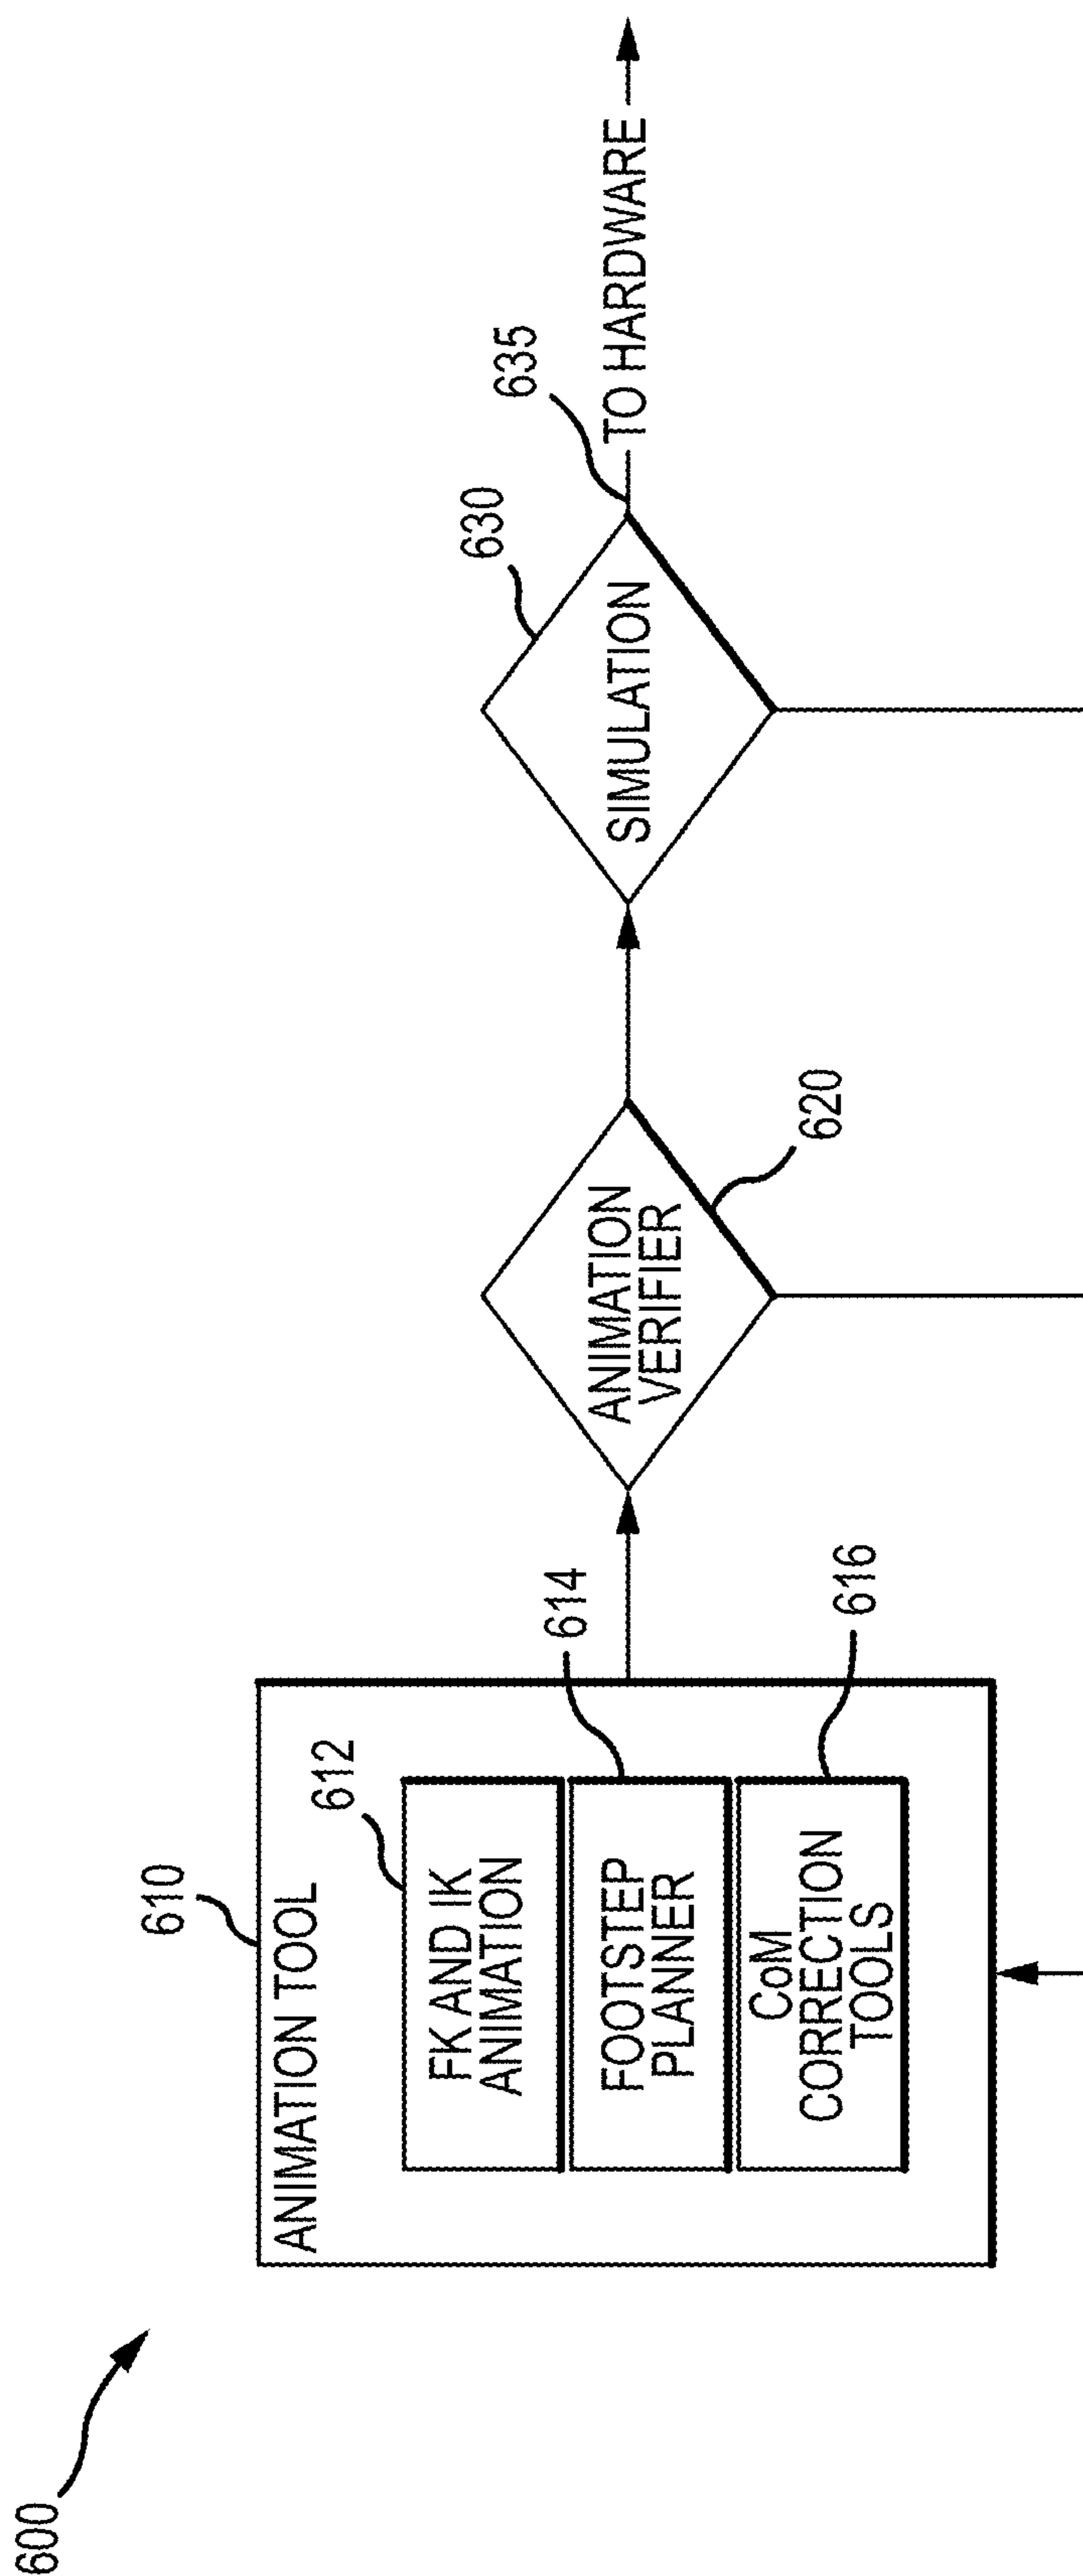 600
610
ANIMATION TOOL
612
FK AND IK
ANIMATION
614
FOOTSTEP
PLANNER
616
CoM
CORRECTION
TOOLS
ANIMATION
VERIFIER
620
630
SIMULATION
635
TO HARDWARE